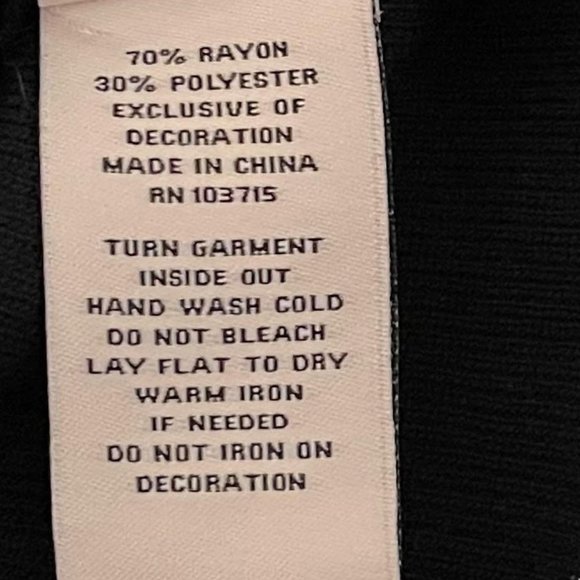 70% RAYON
30% POLYESTER
EXCLUSIVE OF
DECORATION
MADE IN CHINA
RN 103715
TURN GARMENT
INSIDE OUT
HAND WASH COLD
DO NOT BLEACH
LAY FLAT TO DRY
WARM IRON
IF NEEDED
DO NOT IRON ON
DECORATION